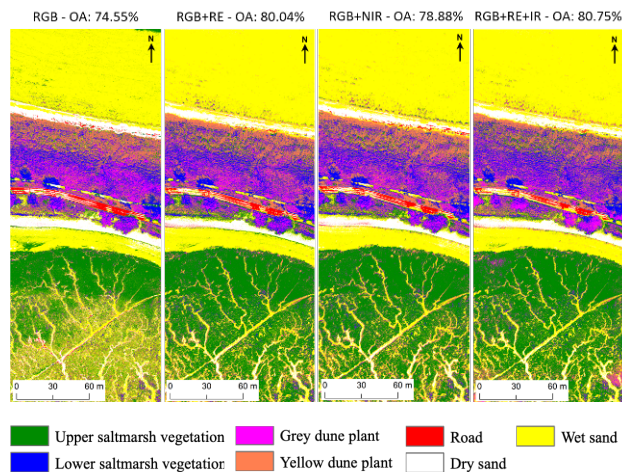 RGB - OA: 74.55% RGB+RE - OA: 80.04% RGB+NIR - OA: 78.88% RGB+RE+IR - OA: 80.75%
N N N N
0 30 60 m 0 30 60 m 0 30 60 m 0 30 60 m
Upper saltmarsh vegetation Grey dune plant Road Wet sand
Lower saltmarsh vegetation Yellow dune plant Dry sand